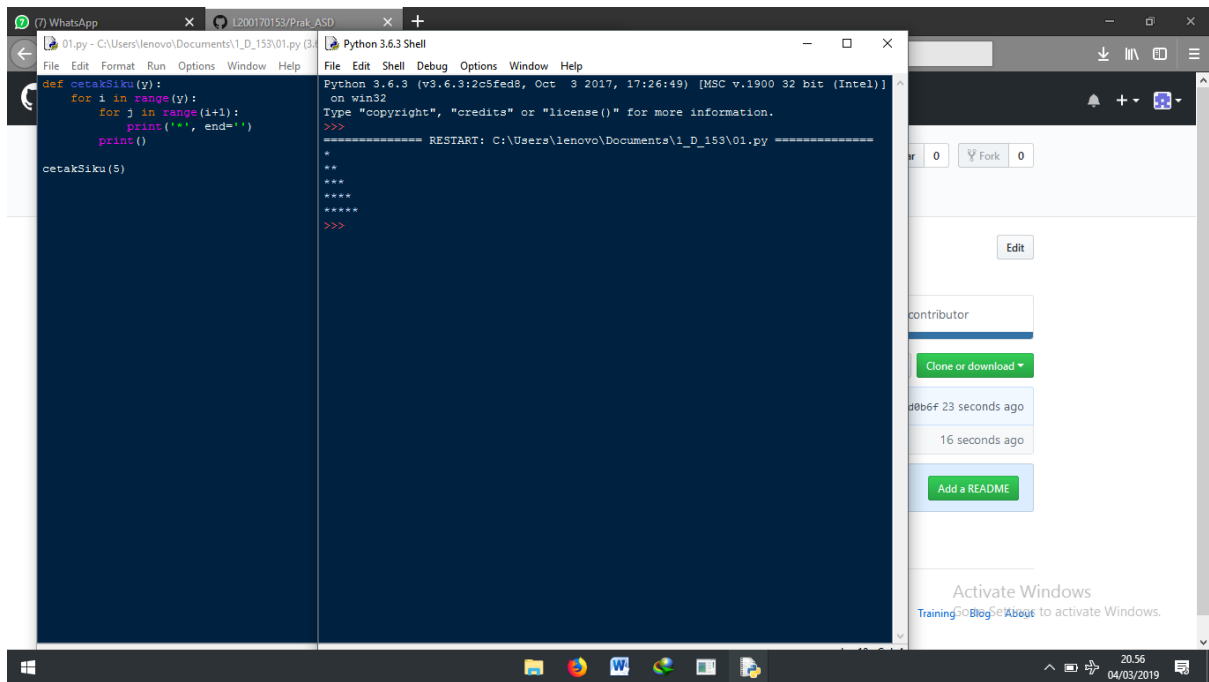 (7) WhatsApp
L200170153/Prak_ASD
01.py - C:\Users\lenovo\Documents\1_D_153\01.py (3.6
File Edit Format Run Options Window Help
def cetakSiku(y):
    for i in range(y):
        for j in range(i+1):
            print('*', end='')
        print()
cetakSiku(5)
Python 3.6.3 Shell
File Edit Shell Debug Options Window Help
Python 3.6.3 (v3.6.3:2c5fed8, Oct  3 2017, 17:26:49) [MSC v.1900 32 bit (Intel)]
 on win32
Type "copyright", "credits" or "license()" for more information.
>>>
============== RESTART: C:\Users\lenovo\Documents\1_D_153\01.py ==============
*
**
***
****
*****
>>>
0 Fork 0
Edit
contributor
Clone or download
d0b6f 23 seconds ago
16 seconds ago
Add a README
Activate Windows
Go to Settings to activate Windows.
Training Blog About
20.56
04/03/2019